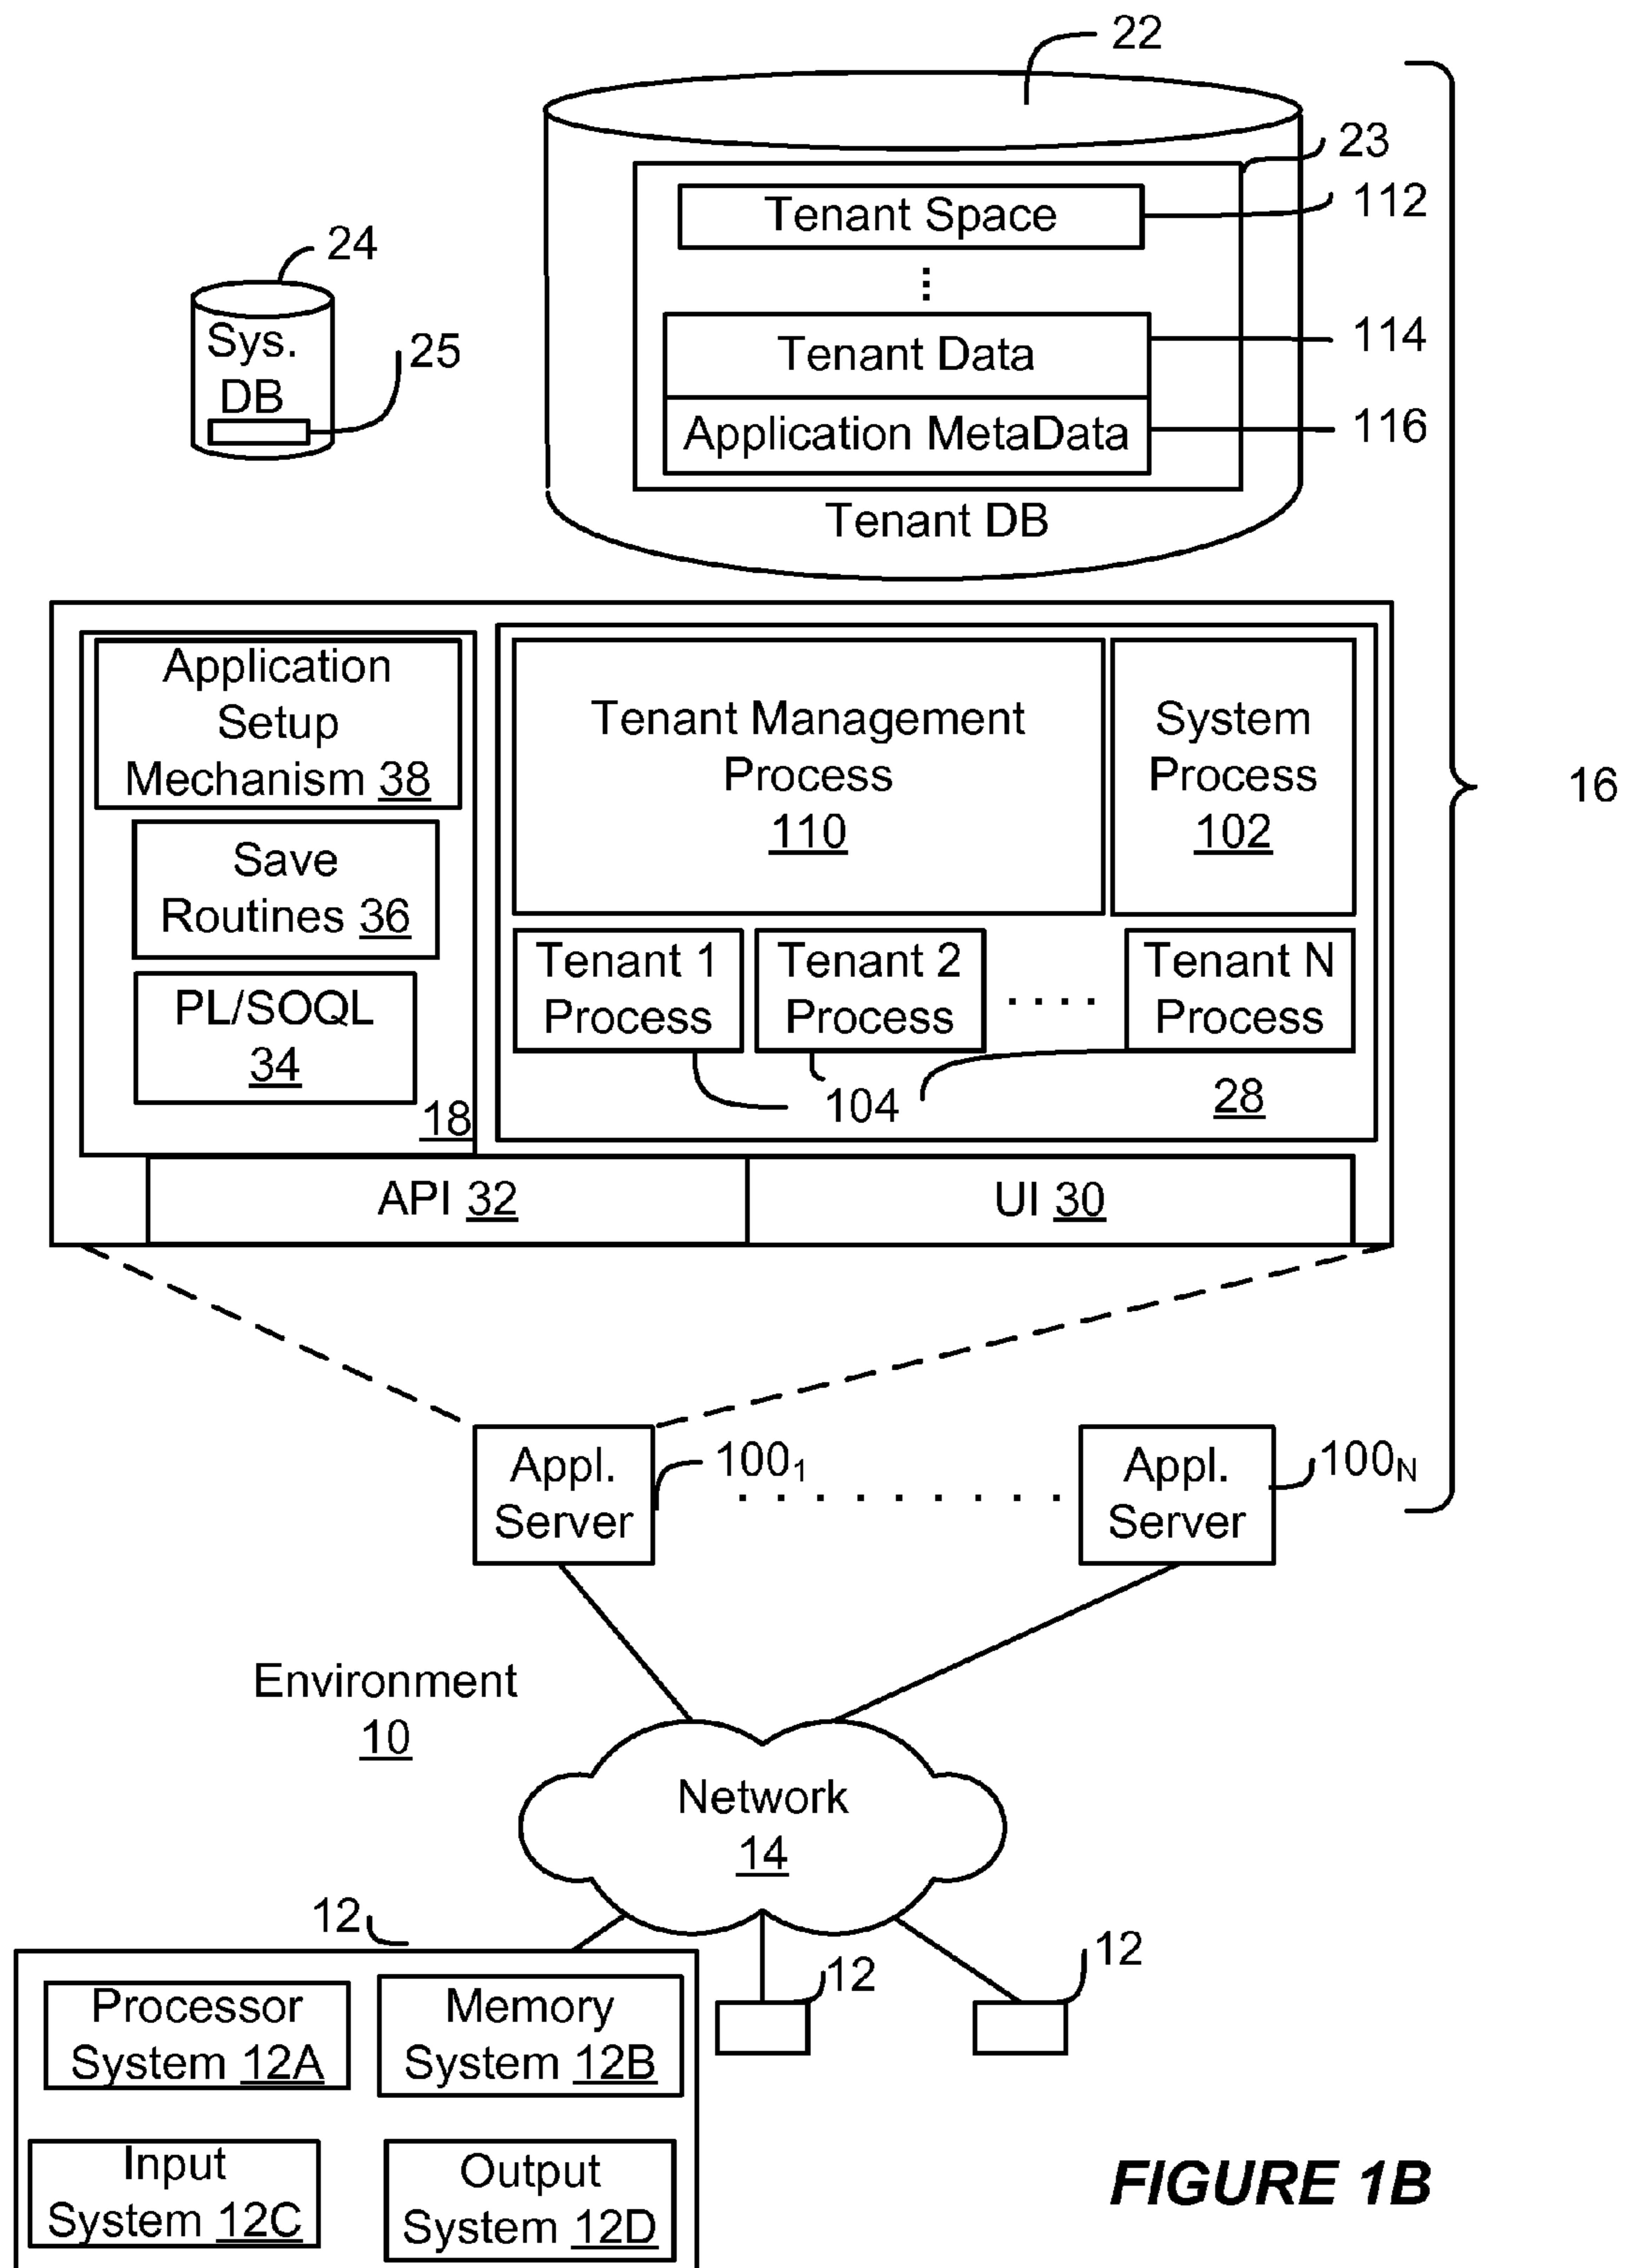 22
23
Tenant Space
112
24
Sys.
DB
25
Tenant Data
114
Application MetaData
116
Tenant DB
16
Application
Setup
Mechanism 38
Save
Routines 36
PL/SOQL
34
18
Tenant Management
Process
110
System
Process
102
Tenant 1
Process
Tenant 2
Process
Tenant N
Process
104
28
API 32
UI 30
Appl.
Server
100₁
Appl.
Server
100N
Environment
10
Network
14
12
12
12
Processor
System 12A
Memory
System 12B
Input
System 12C
Output
System 12D
FIGURE 1B